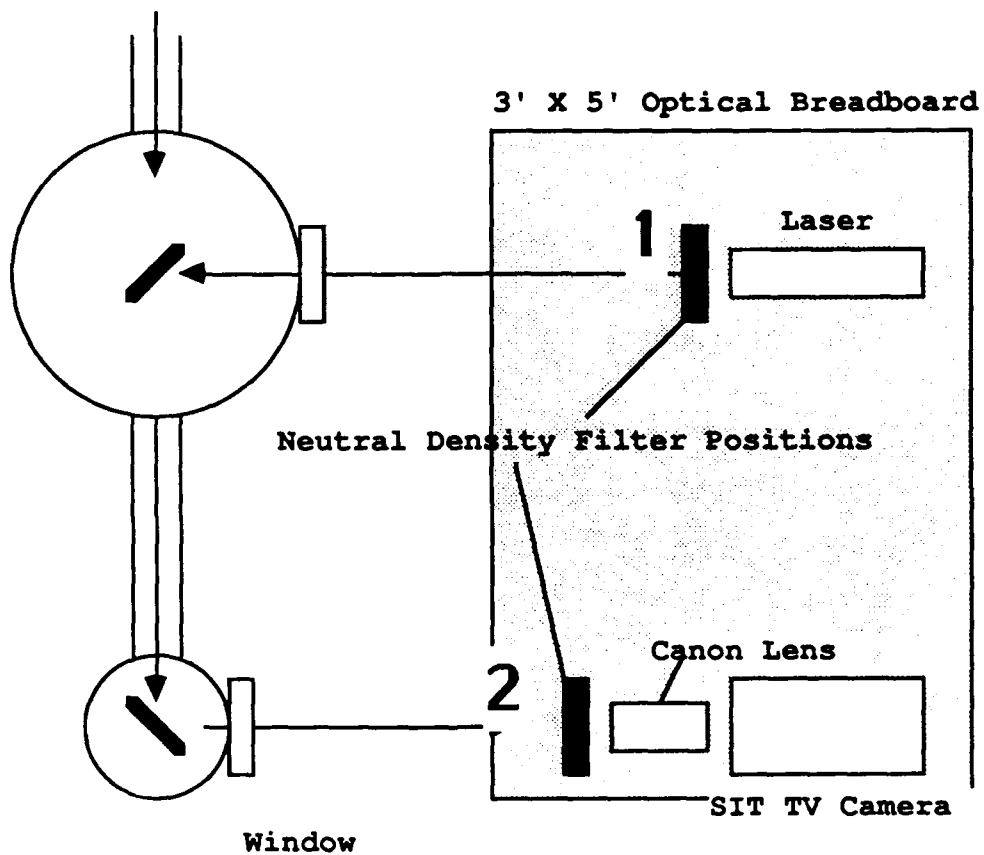 3' X 5' Optical Breadboard
1
Laser
Neutral Density Filter Positions
2
Canon Lens
SIT TV Camera
Window